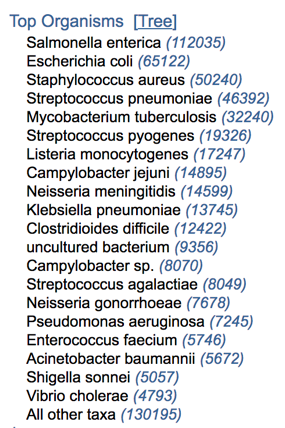 Top Organisms [Tree]
Salmonella enterica (112035)
Escherichia coli (65122)
Staphylococcus aureus (50240)
Streptococcus pneumoniae (46392)
Mycobacterium tuberculosis (32240)
Streptococcus pyogenes (19326)
Listeria monocytogenes (17247)
Campylobacter jejuni (14895)
Neisseria meningitidis (14599)
Klebsiella pneumoniae (13745)
Clostridioides difficile (12422)
uncultured bacterium (9356)
Campylobacter sp. (8070)
Streptococcus agalactiae (8049)
Neisseria gonorrhoeae (7678)
Pseudomonas aeruginosa (7245)
Enterococcus faecium (5746)
Acinetobacter baumannii (5672)
Shigella sonnei (5057)
Vibrio cholerae (4793)
All other taxa (130195)